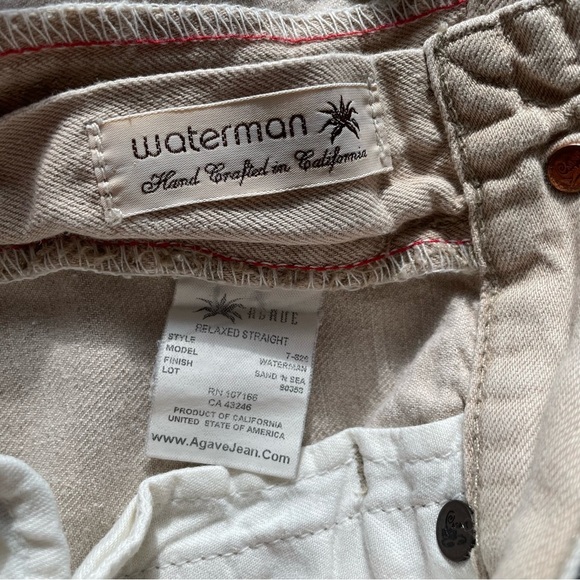 waterman
Hand Crafted in California
AGAVE
RELAXED STRAIGHT
STYLE 7-326
MODEL WATERMAN
FINISH SAND 'N SEA
LOT 90353
RN 107166
CA 43246
PRODUCT OF CALIFORNIA
UNITED STATE OF AMERICA
www.AgaveJean.Com